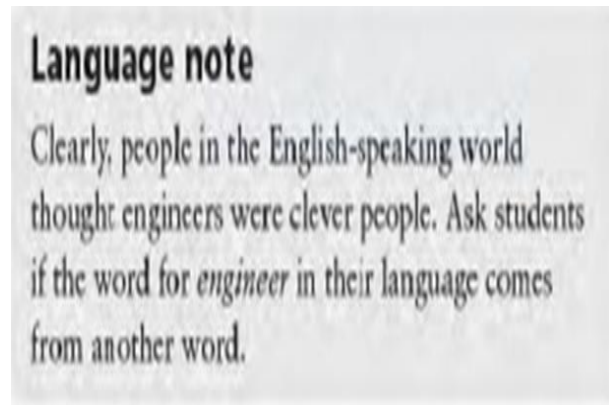 Language note
Clearly, people in the English-speaking world
thought engineers were clever people. Ask students
if the word for engineer in their language comes
from another word.